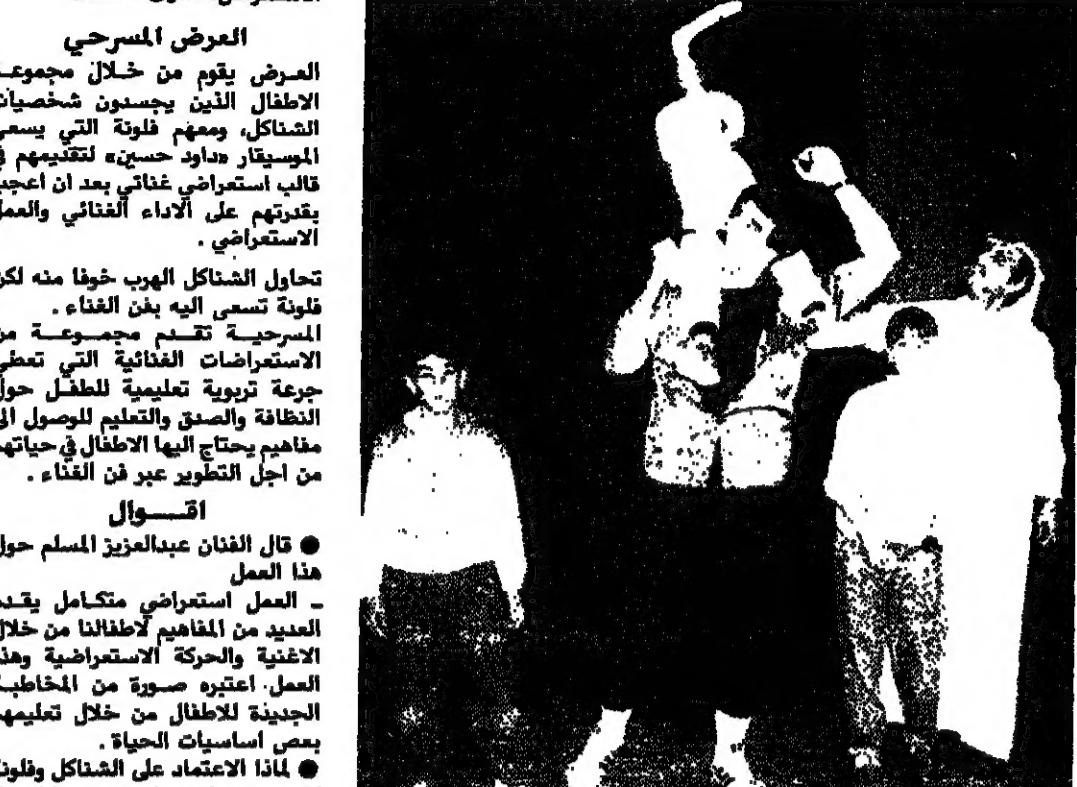 العرض المسرحي
العرض يقوم من خلال مجموعة
الاطفال الذين يجسدون شخصيات
الشناكل، ومعهم فلونة التي يسعى
الموسيقار «داود حسين» لتقديمهم في
قالب استعراضي غنائي بعد ان اعجب
بقدرتهم على الاداء الغنائي والعمل
الاستعراضي .
تحاول الشناكل الهرب خوفا منه لكن
فلونة تسعى اليه بفن الغناء .
المسرحية تقدم مجموعة من
الاستعراضات الغنائية التي تعطي
جرعة تربوية تعليمية للطفل حول
النظافة والصدق والتعليم للوصول الى
مفاهيم يحتاج اليها الاطفال في حياتهم
من اجل التطوير عبر فن الغناء .
اقــوال
● قال الفنان عبدالعزيز المسلم حول
هذا العمل
ـ العمل استعراضي متكامل يقدم
العديد من المفاهيم لاطفالنا من خلال
الاغنية والحركة الاستعراضية وهذا
العمل اعتبره صورة من المخاطبة
الجديدة للاطفال من خلال تعليمهم
بعص اساسيات الحياة .
● لماذا الاعتماد على الشناكل وفلونة